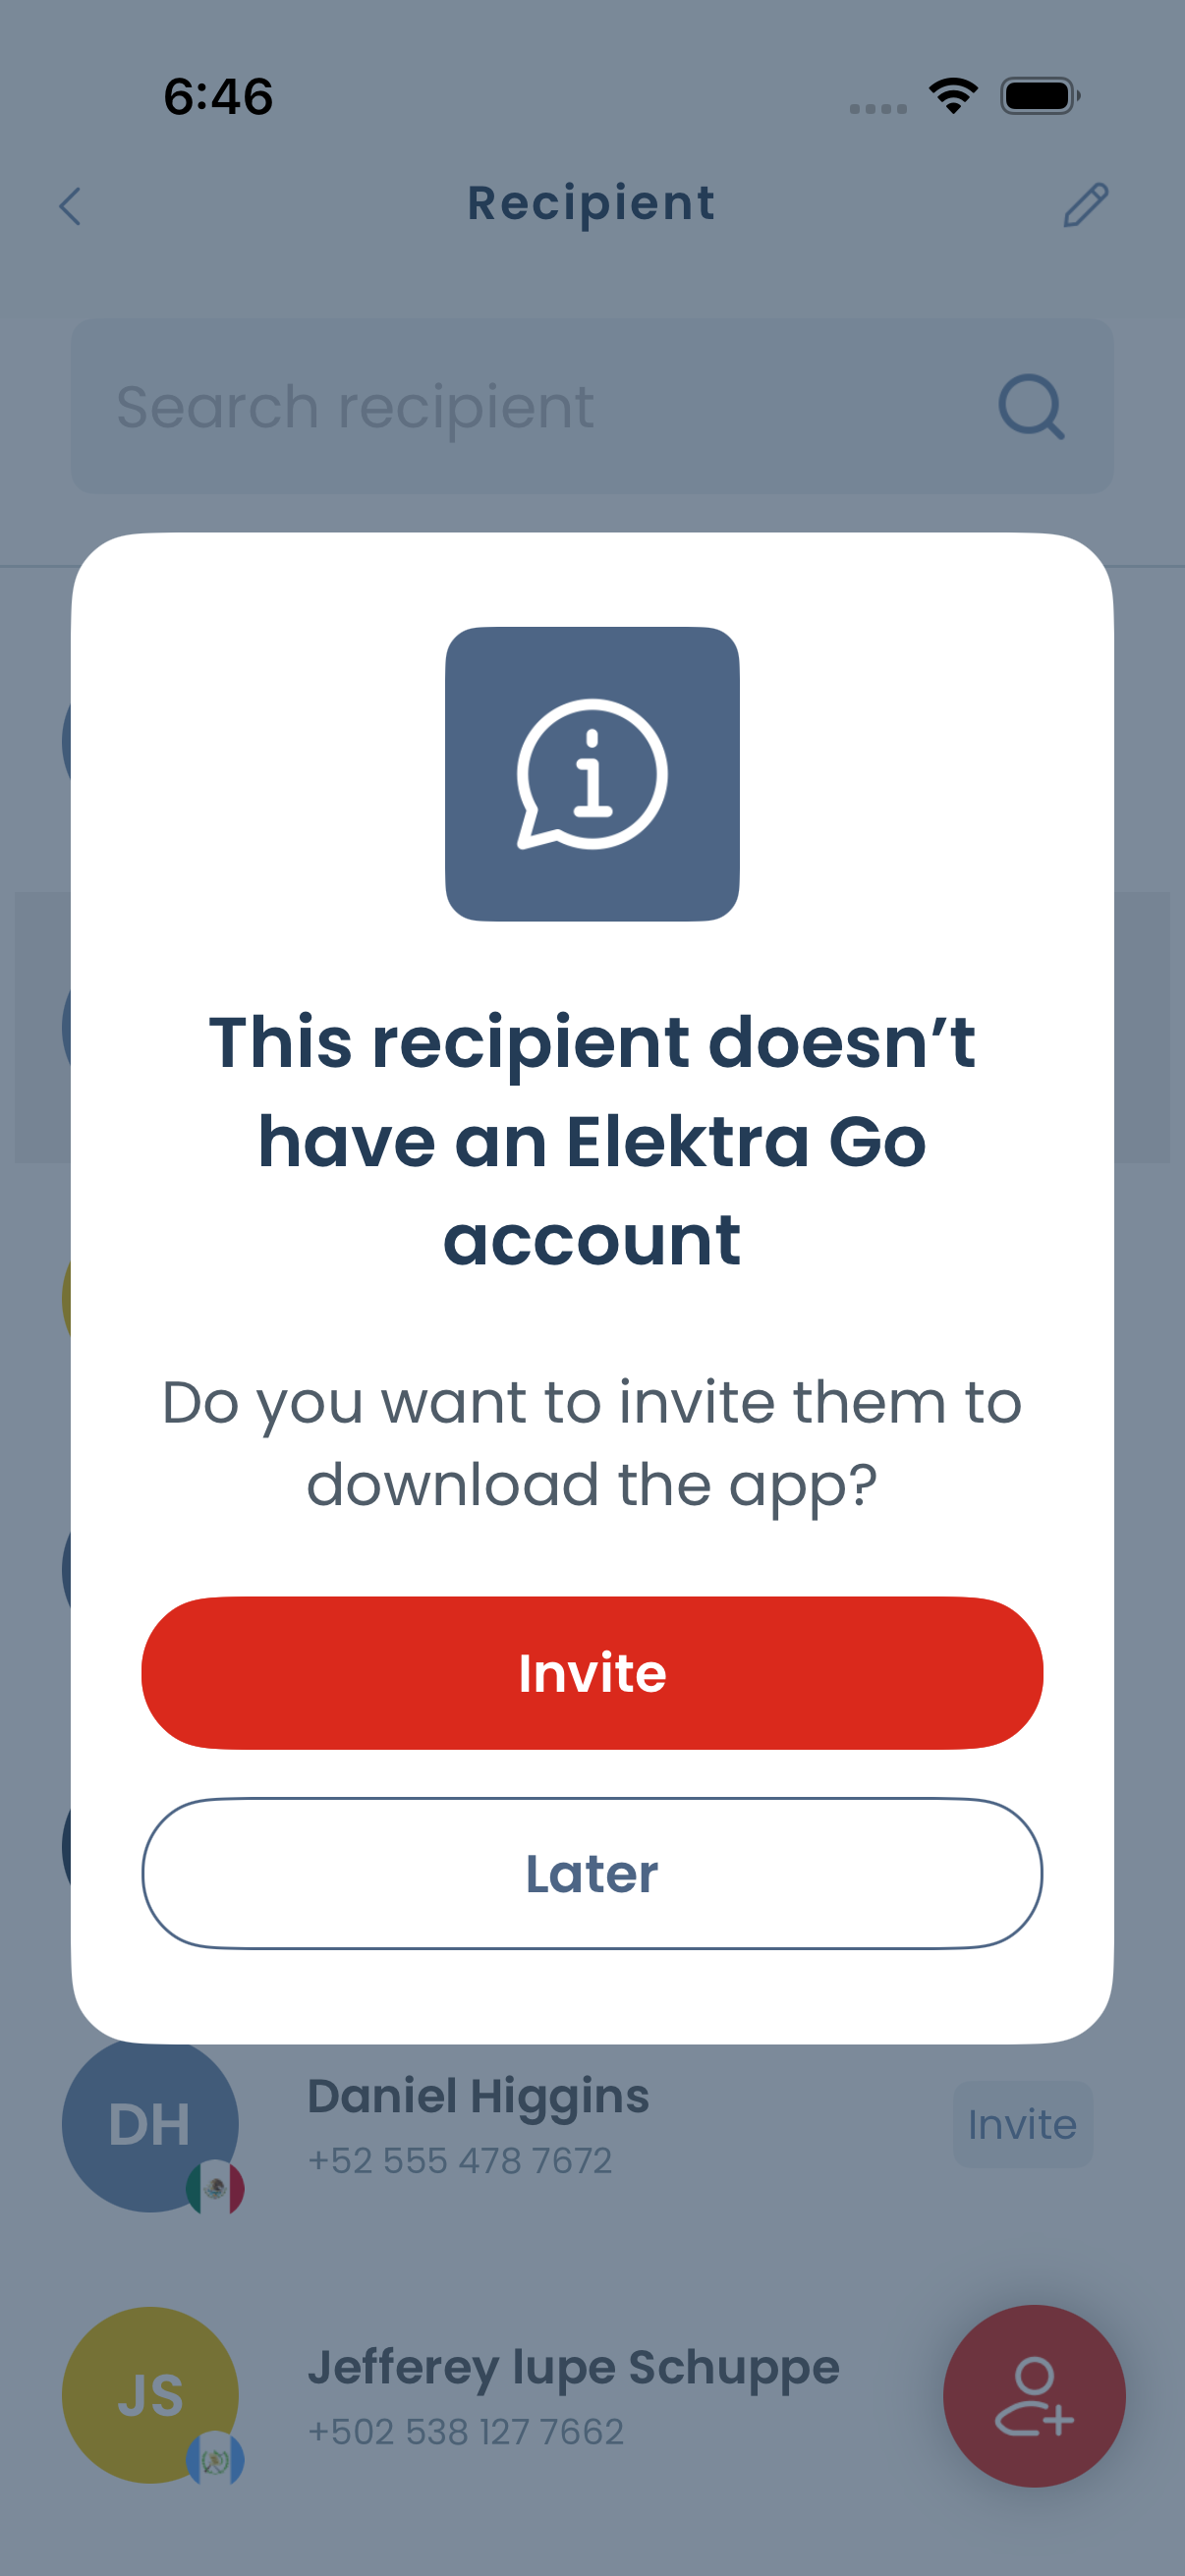 6:46
Recipient
Search recipient
This recipient doesn’t
have an Elektra Go
account
Do you want to invite them to
download the app?
Invite
Later
DH
Daniel Higgins
+52 555 478 7672
Invite
JS
Jefferey lupe Schuppe
+502 538 127 7662